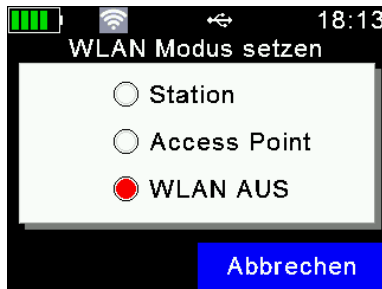 18:13
WLAN Modus setzen
Station
Access Point
WLAN AUS
Abbrechen